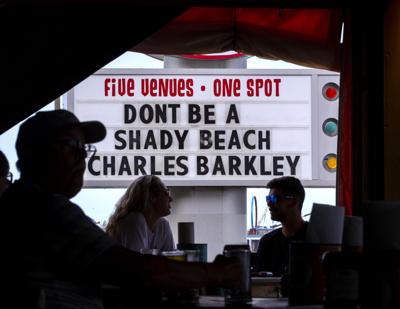 FIVE VENUES • ONE SPOT
DONT BE A
SHADY BEACH
CHARLES BARKLEY